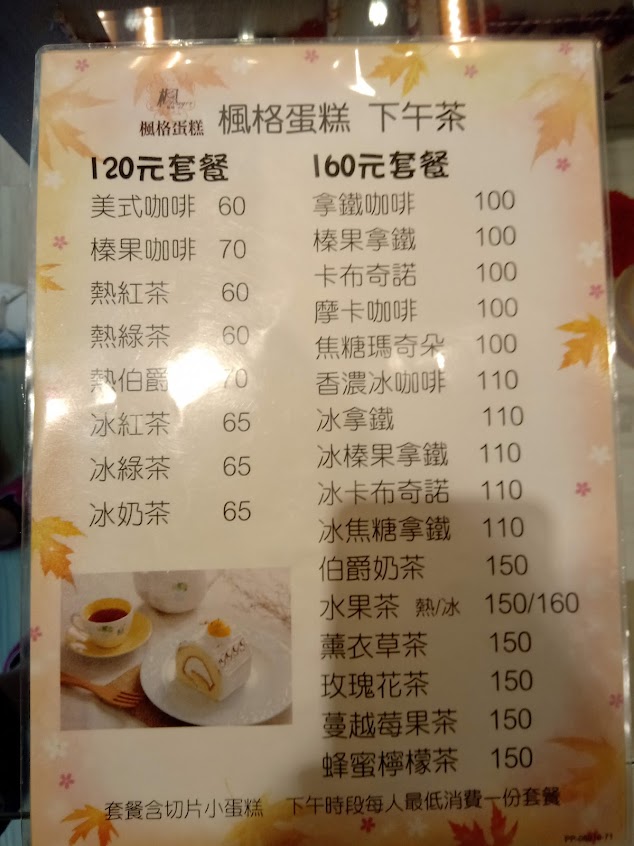 楓
楓格蛋糕
楓格蛋糕 下午茶
120元套餐
美式咖啡 60
榛果咖啡 70
熱紅茶 60
熱綠茶 60
熱伯爵 70
冰紅茶 65
冰綠茶 65
冰奶茶 65
160元套餐
拿鐵咖啡 100
榛果拿鐵 100
卡布奇諾 100
摩卡咖啡 100
焦糖瑪奇朵 100
香濃冰咖啡 110
冰拿鐵 110
冰榛果拿鐵 110
冰卡布奇諾 110
冰焦糖拿鐵 110
伯爵奶茶 150
水果茶 熱/冰 150/160
薰衣草茶 150
玫瑰花茶 150
蔓越莓果茶 150
蜂蜜檸檬茶 150
套餐含切片小蛋糕 下午時段每人最低消費一份套餐